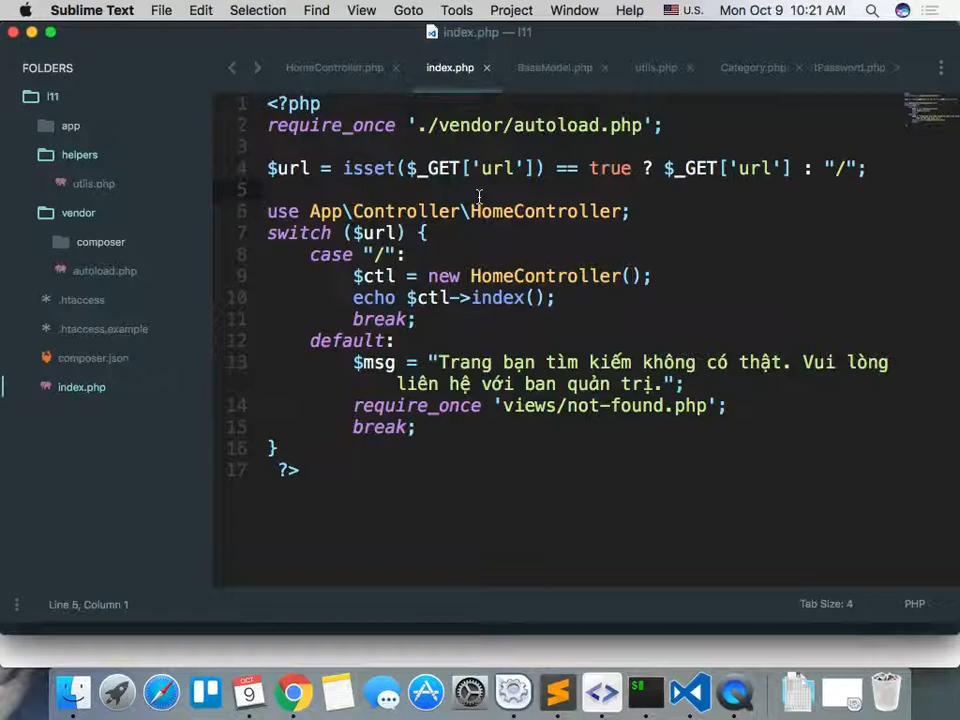 Sublime Text File Edit Selection Find View Goto Tools Project Window Help U.S. Mon Oct 9 10:21 AM
index.php — l11
FOLDERS
l11
app
helpers
utlis.php
vendor
composer
autoload.php
.htaccess
.htaccess.example
composer.json
index.php
HomeController.php × index.php × BaseModel.php × utils.php × Category.php × tPassword.php
1 <?php
2 require_once './vendor/autoload.php';
3
4 $url = isset($_GET['url']) == true ? $_GET['url'] : "/";
5
6 use App\Controller\HomeController;
7 switch ($url) {
8 case "/":
9 $ctl = new HomeController();
10 echo $ctl->index();
11 break;
12 default:
13 $msg = "Trang bạn tìm kiếm không có thật. Vui lòng
liên hệ với ban quản trị.";
14 require_once 'views/not-found.php';
15 break;
16 }
17 ?>
Line 5, Column 1 Tab Size: 4 PHP
OCT
9